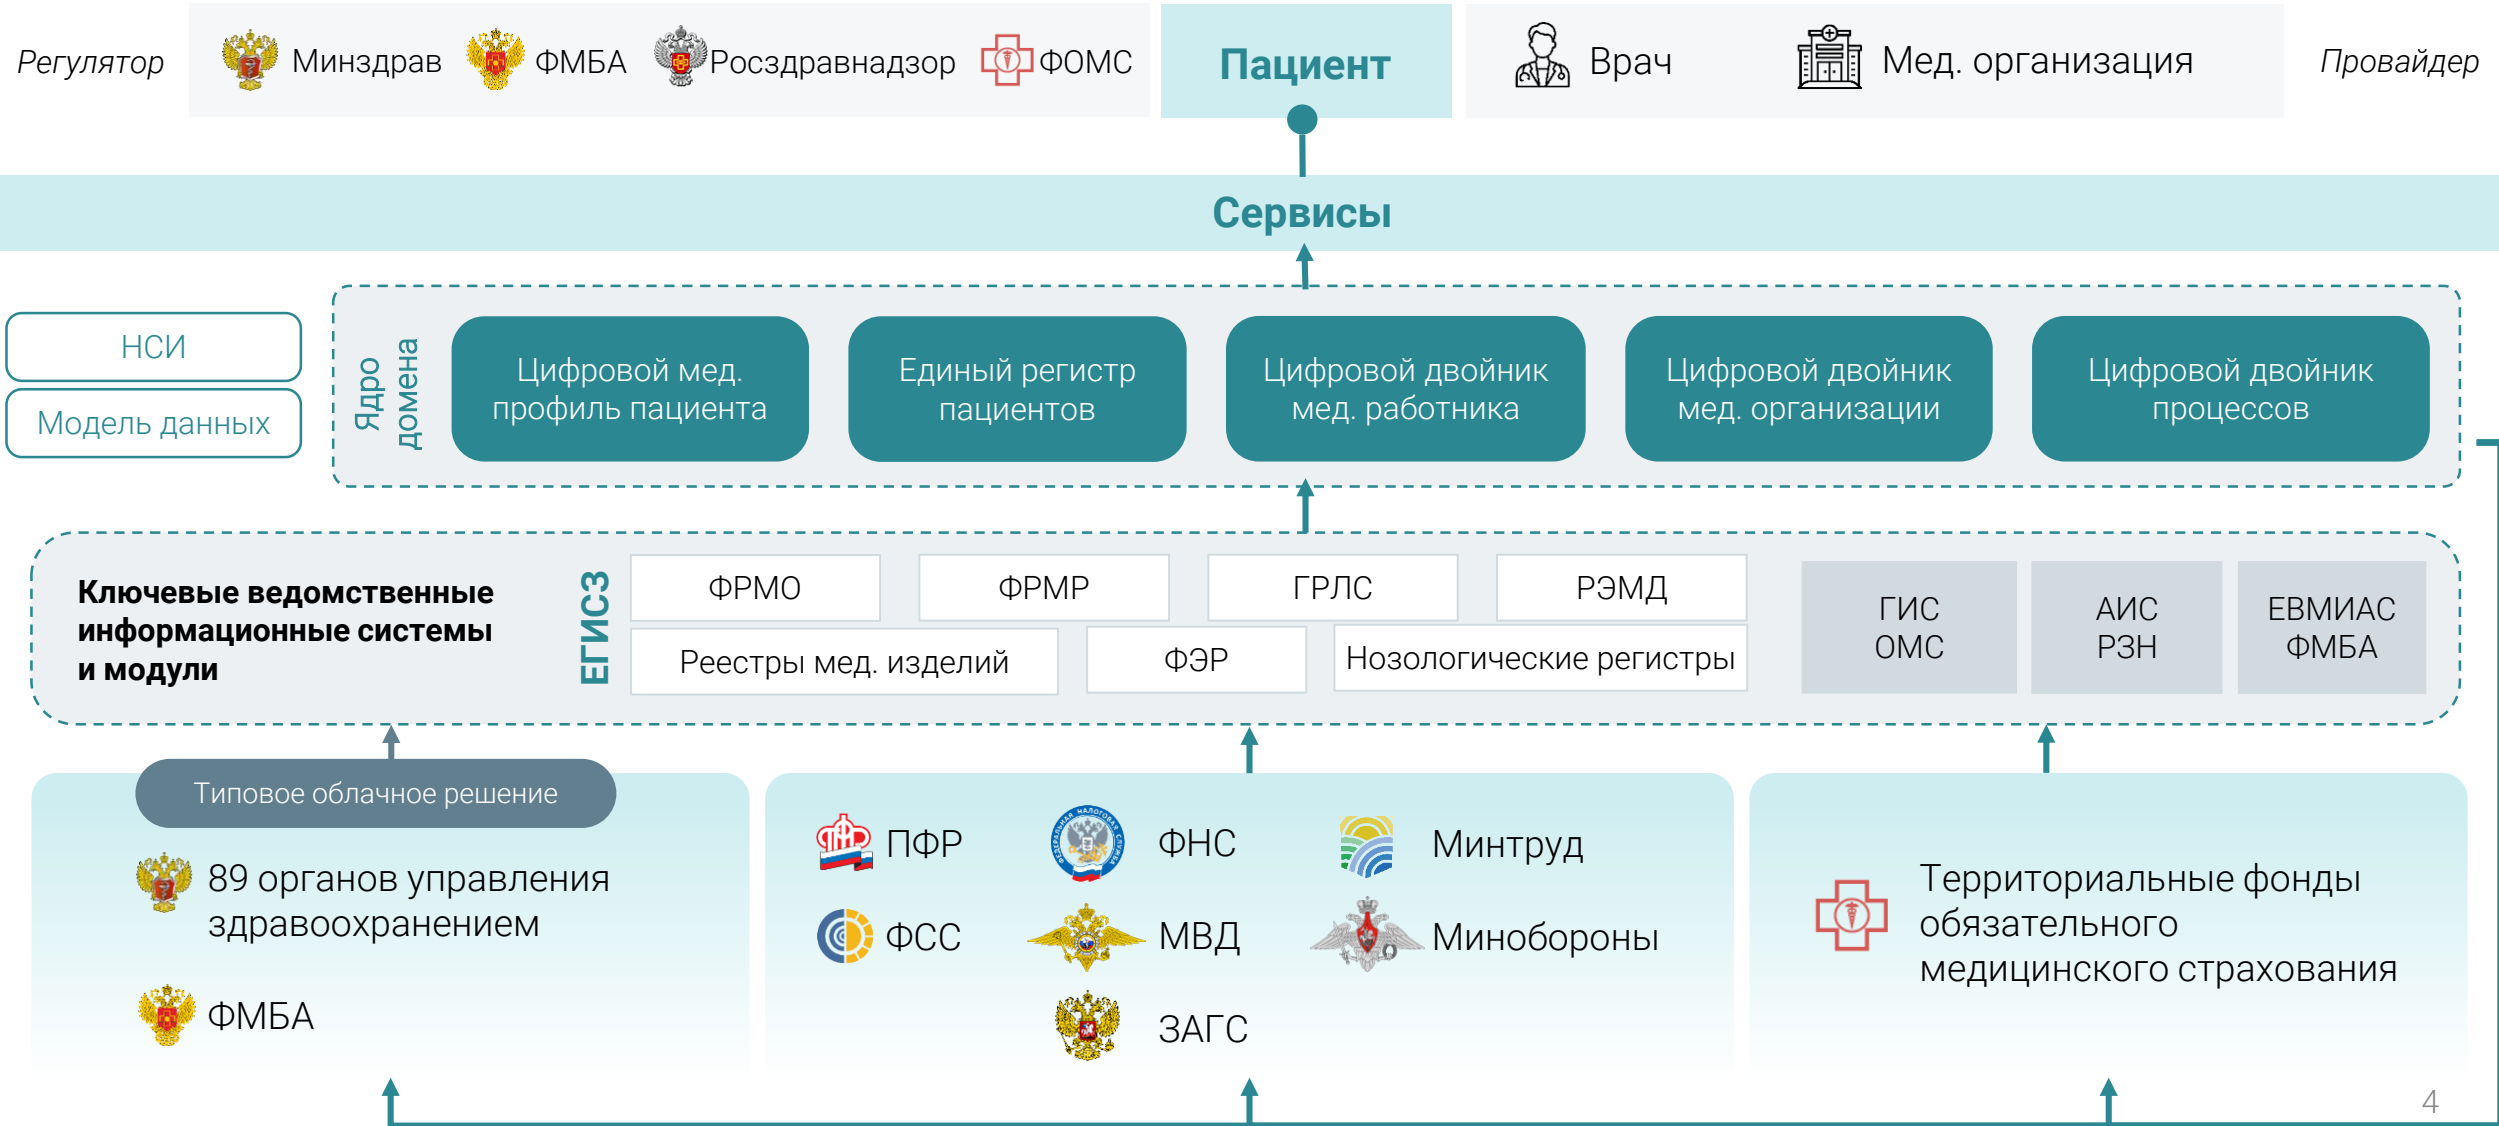 Регулятор
Минздрав
ФМБА
Росздравнадзор
ФОМС
Пациент
Врач
Мед. организация
Провайдер
Сервисы
НСИ
Модель данных
Ядро
домена
Цифровой мед.
профиль пациента
Единый регистр
пациентов
Цифровой двойник
мед. работника
Цифровой двойник
мед. организации
Цифровой двойник
процессов
Ключевые ведомственные
информационные системы
и модули
ЕГИСЗ
ФРМО
ФРМР
ГРЛС
РЭМД
Реестры мед. изделий
ФЭР
Нозологические регистры
ГИС
ОМС
АИС
РЗН
ЕВМИАС
ФМБА
Типовое облачное решение
89 органов управления
здравоохранением
ФМБА
ПФР
ФНС
ФЕДЕРАЛЬНАЯ НАЛОГОВАЯ СЛУЖБА
Минтруд
ФСС
МВД
Минобороны
ЗАГС
Территориальные фонды
обязательного
медицинского страхования
4